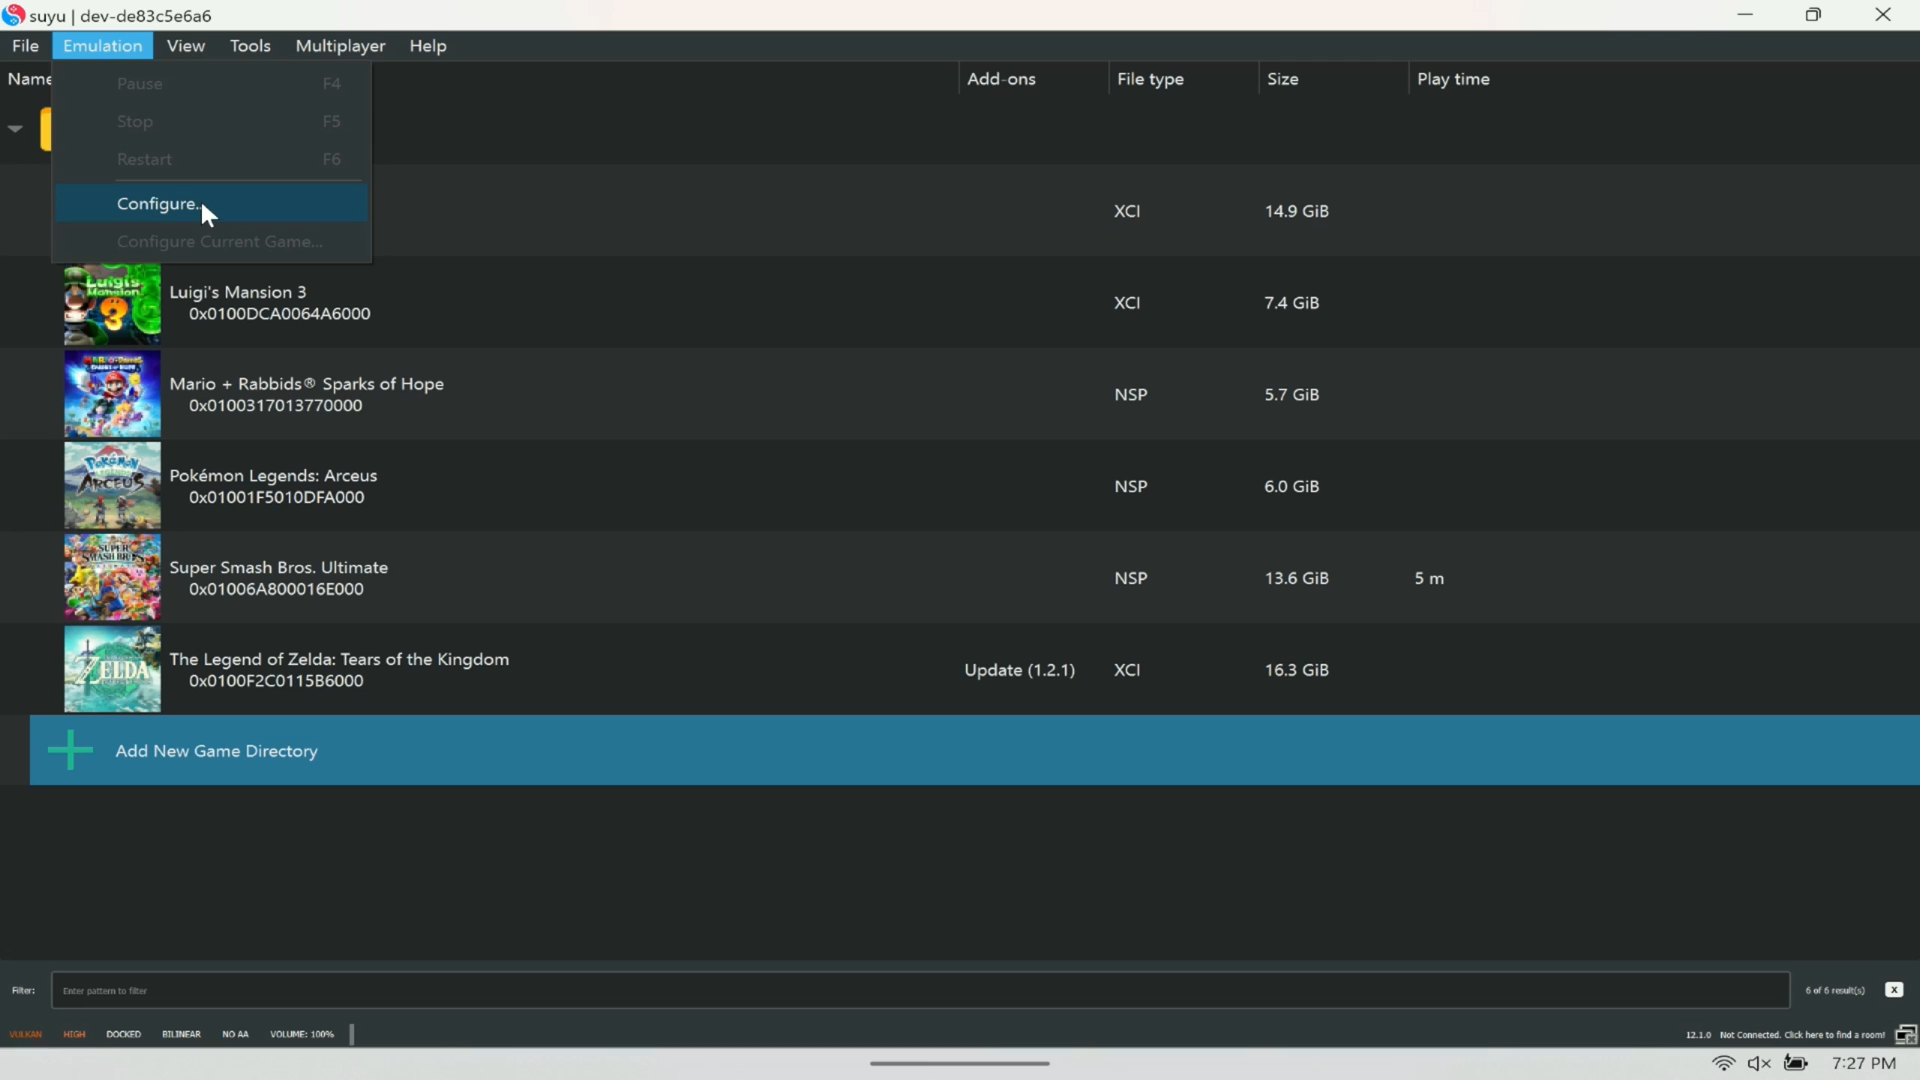 suyu | dev-de83c5e6a6
File Emulation View Tools Multiplayer Help
Name Add-ons File type Size Play time
Pause F4
Stop F5
Restart F6
Configure...
Configure Current Game...
XCI 14.9 GiB
Luigi's Mansion 3
0x0100DCA0064A6000
XCI 7.4 GiB
Mario + Rabbids® Sparks of Hope
0x0100317013770000
NSP 5.7 GiB
POKÉMON ARCEUS
Pokémon Legends: Arceus
0x01001F5010DFA000
NSP 6.0 GiB
SUPER SMASH BROS
Super Smash Bros. Ultimate
0x01006A800016E000
NSP 13.6 GiB 5 m
ZELDA
The Legend of Zelda: Tears of the Kingdom
0x0100F2C0115B6000
Update (1.2.1) XCI 16.3 GiB
Add New Game Directory
Filter: Enter pattern to filter 6 of 6 result(s) x
VULKAN HIGH DOCKED BILINEAR NO AA VOLUME: 100% 12.1.0 Not Connected. Click here to find a room!
7:27 PM